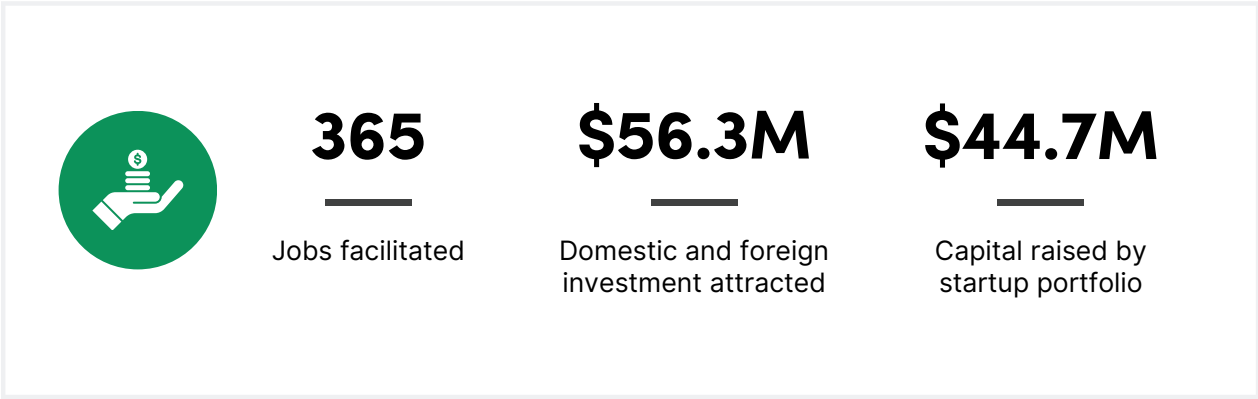 365
$56.3M
$44.7M
$
Jobs facilitated
Domestic and foreign
investment attracted
Capital raised by
startup portfolio